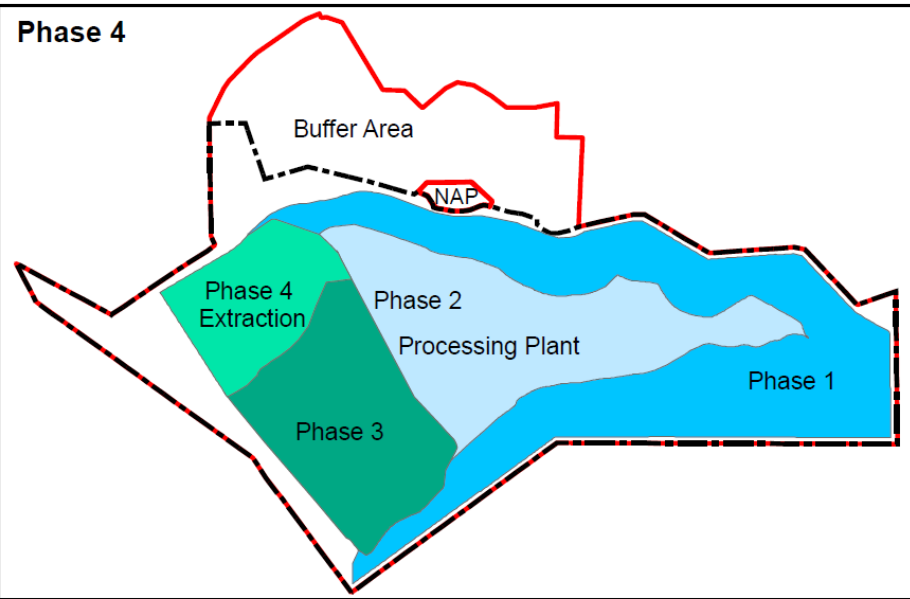 Phase 4
Buffer Area
NAP
Phase 4
Extraction
Phase 2
Processing Plant
Phase 1
Phase 3